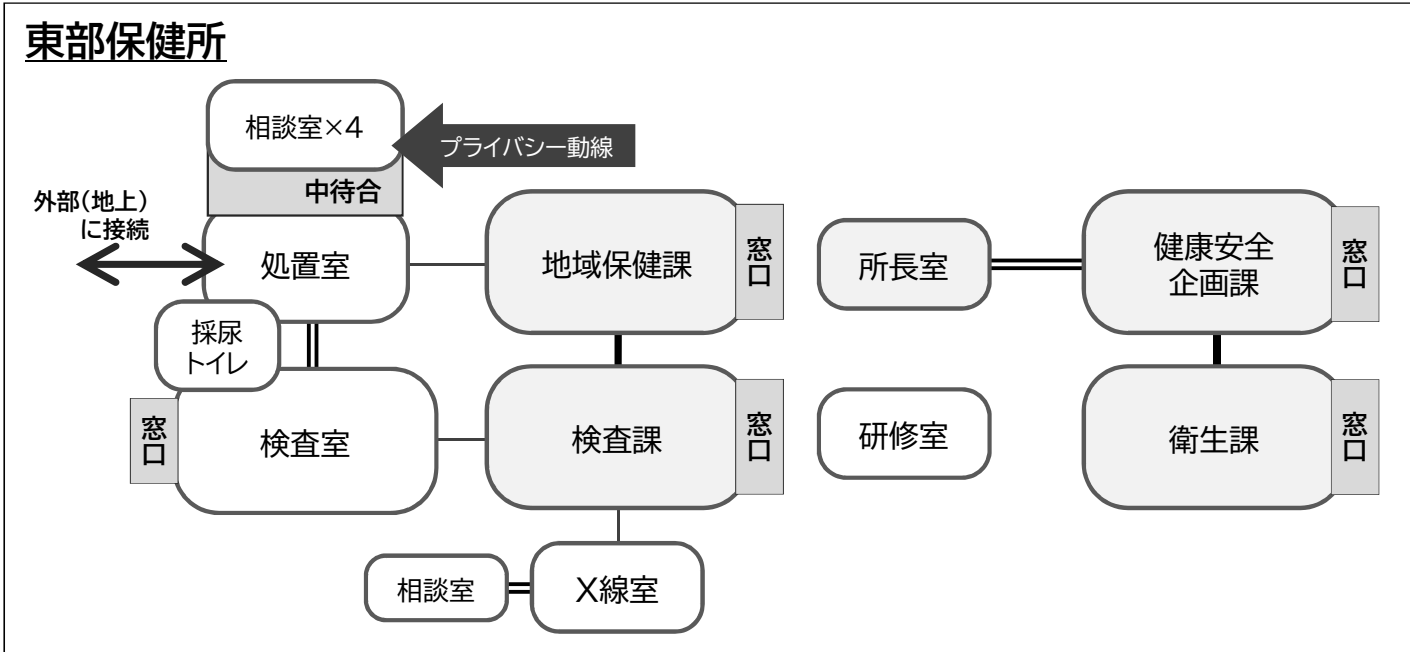 東部保健所
相談室×4
プライバシー動線
中待合
外部(地上)
に接続
処置室
地域保健課
窓口
所長室
健康安全
企画課
窓口
採尿
トイレ
窓口
検査室
検査課
窓口
研修室
衛生課
窓口
相談室
X線室